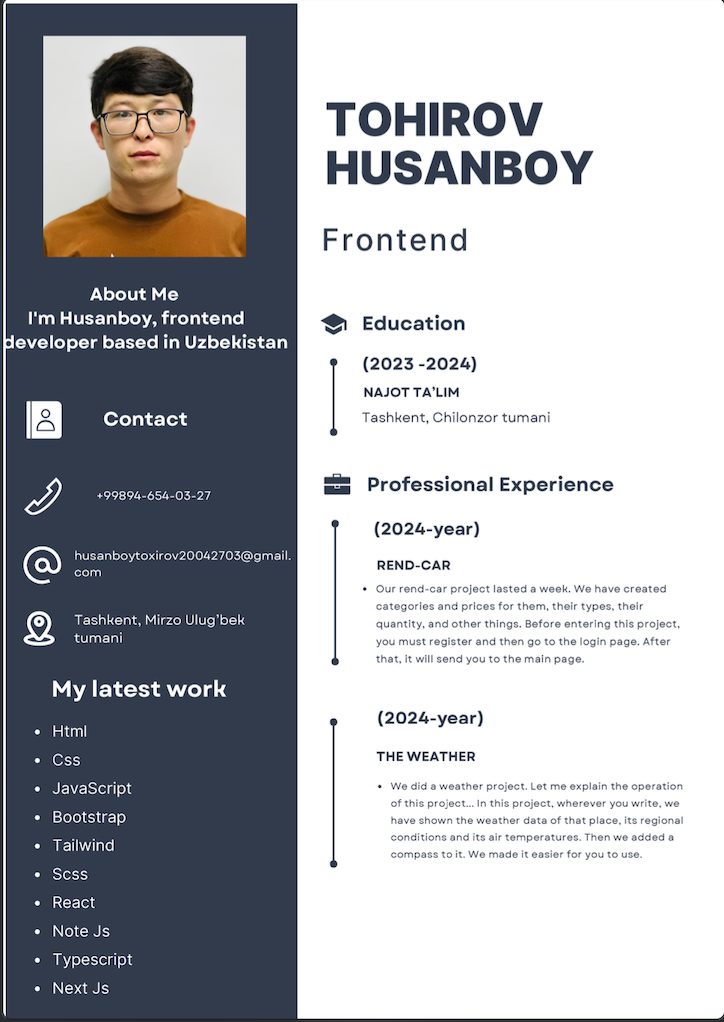 TOHIROV
HUSANBOY
Frontend
About Me
I'm Husanboy, frontend
developer based in Uzbekistan
Contact
+99894-654-03-27
husanboytoxirov20042703@gmail.
com
Tashkent, Mirzo Ulug’bek
tumani
My latest work
• Html
• Css
• JavaScript
• Bootstrap
• Tailwind
• Scss
• React
• Note Js
• Typescript
• Next Js
Education
(2023 -2024)
NAJOT TA’LIM
Tashkent, Chilonzor tumani
Professional Experience
(2024-year)
REND-CAR
• Our rend-car project lasted a week. We have created
categories and prices for them, their types, their
quantity, and other things. Before entering this project,
you must register and then go to the login page. After
that, it will send you to the main page.
(2024-year)
THE WEATHER
• We did a weather project. Let me explain the operation
of this project... In this project, wherever you write, we
have shown the weather data of that place, its regional
conditions and its air temperatures. Then we added a
compass to it. We made it easier for you to use.